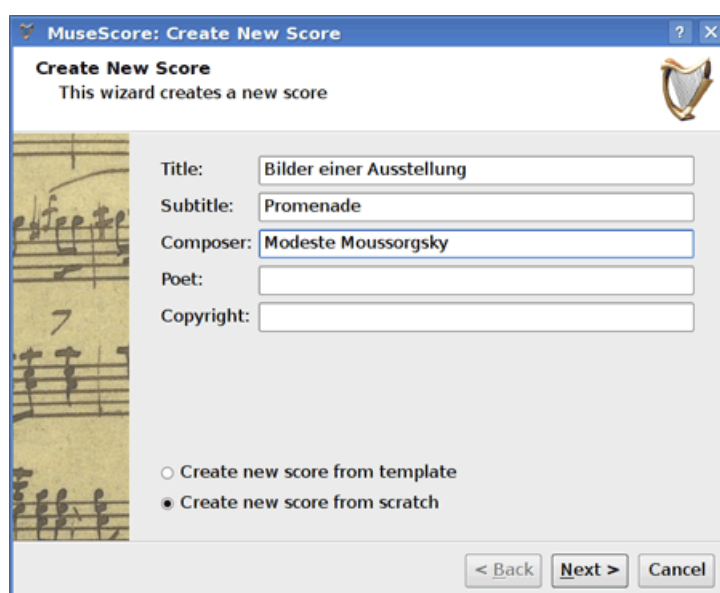 MuseScore: Create New Score ? X
Create New Score
This wizard creates a new score
Title: Bilder einer Ausstellung
Subtitle: Promenade
Composer: Modeste Moussorgsky
Poet:
Copyright:
7
Create new score from template
Create new score from scratch
< Back Next > Cancel